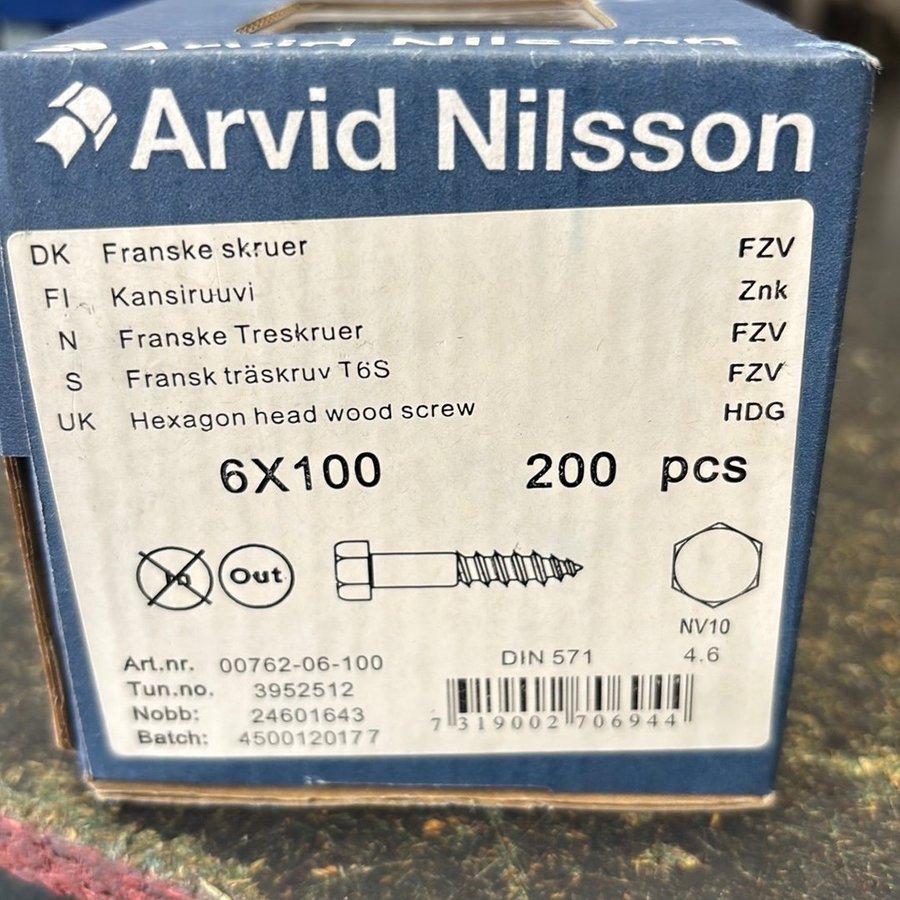 Arvid Nilsson
Arvid Nilsson
DK Franske skruer FZV
FI Kansiruuvi Znk
N Franske Treskruer FZV
S Fransk träskruv T6S FZV
UK Hexagon head wood screw HDG
6X100 200 pcs
Out
NV10
Art.nr. 00762-06-100 DIN 571 4.6
Tun.no. 3952512
Nobb: 24601643
Batch: 4500120177
7 319002 706944